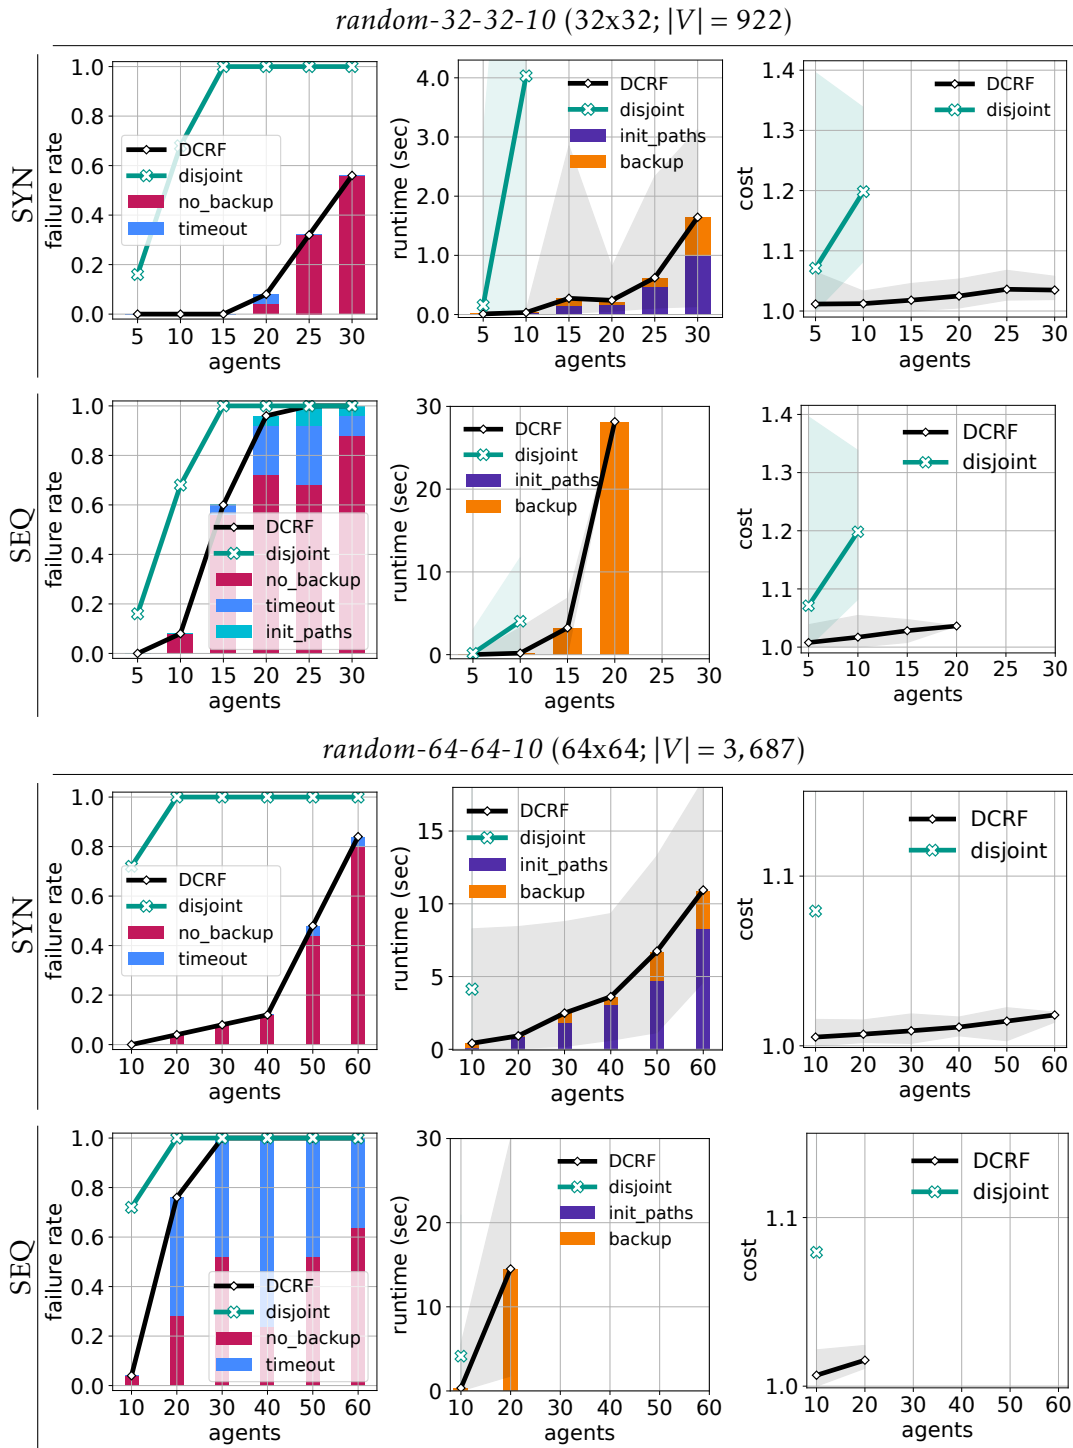 random-32-32-10 (32x32; |V| = 922)
SYN
failure rate
1.0
0.8
0.6
0.4
0.2
0.0
DCRF
disjoint
no_backup
timeout
5 10 15 20 25 30
agents
runtime (sec)
4.0
3.0
2.0
1.0
0.0
DCRF
disjoint
init_paths
backup
5 10 15 20 25 30
agents
cost
1.4
1.3
1.2
1.1
1.0
DCRF
disjoint
5 10 15 20 25 30
agents
SEQ
failure rate
1.0
0.8
0.6
0.4
0.2
0.0
DCRF
disjoint
no_backup
timeout
init_paths
5 10 15 20 25 30
agents
runtime (sec)
30
20
10
0
DCRF
disjoint
init_paths
backup
5 10 15 20 25 30
agents
cost
1.4
1.3
1.2
1.1
1.0
DCRF
disjoint
5 10 15 20 25 30
agents
random-64-64-10 (64x64; |V| = 3,687)
SYN
failure rate
1.0
0.8
0.6
0.4
0.2
0.0
DCRF
disjoint
no_backup
timeout
10 20 30 40 50 60
agents
runtime (sec)
15
10
5
0
DCRF
disjoint
init_paths
backup
10 20 30 40 50 60
agents
cost
1.1
1.0
DCRF
disjoint
10 20 30 40 50 60
agents
SEQ
failure rate
1.0
0.8
0.6
0.4
0.2
0.0
DCRF
disjoint
no_backup
timeout
10 20 30 40 50 60
agents
runtime (sec)
30
20
10
0
DCRF
disjoint
init_paths
backup
10 20 30 40 50 60
agents
cost
1.1
1.0
DCRF
disjoint
10 20 30 40 50 60
agents